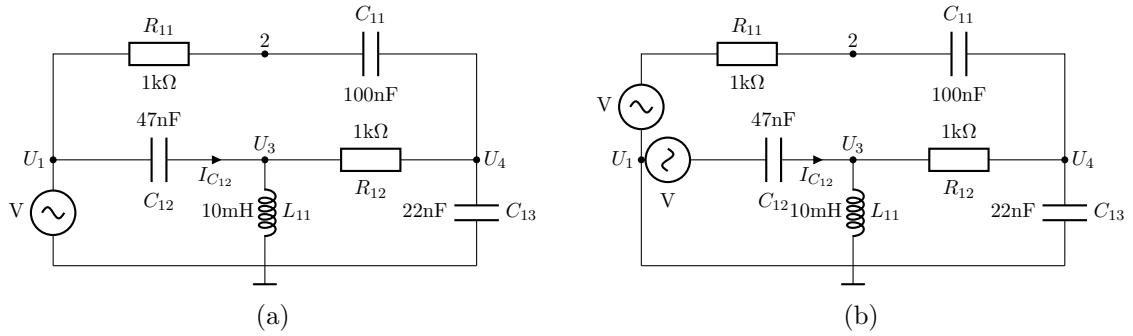 R11 C11 R11 C11
2 2
1kΩ 100nF 1kΩ 100nF
V
47nF 1kΩ 47nF 1kΩ
U1 U3 U4 U1 U3 U4
IC12 IC12
V C12 R12 V C12 R12
10mH L11 22nF C13 10mH L11 22nF C13
(a) (b)